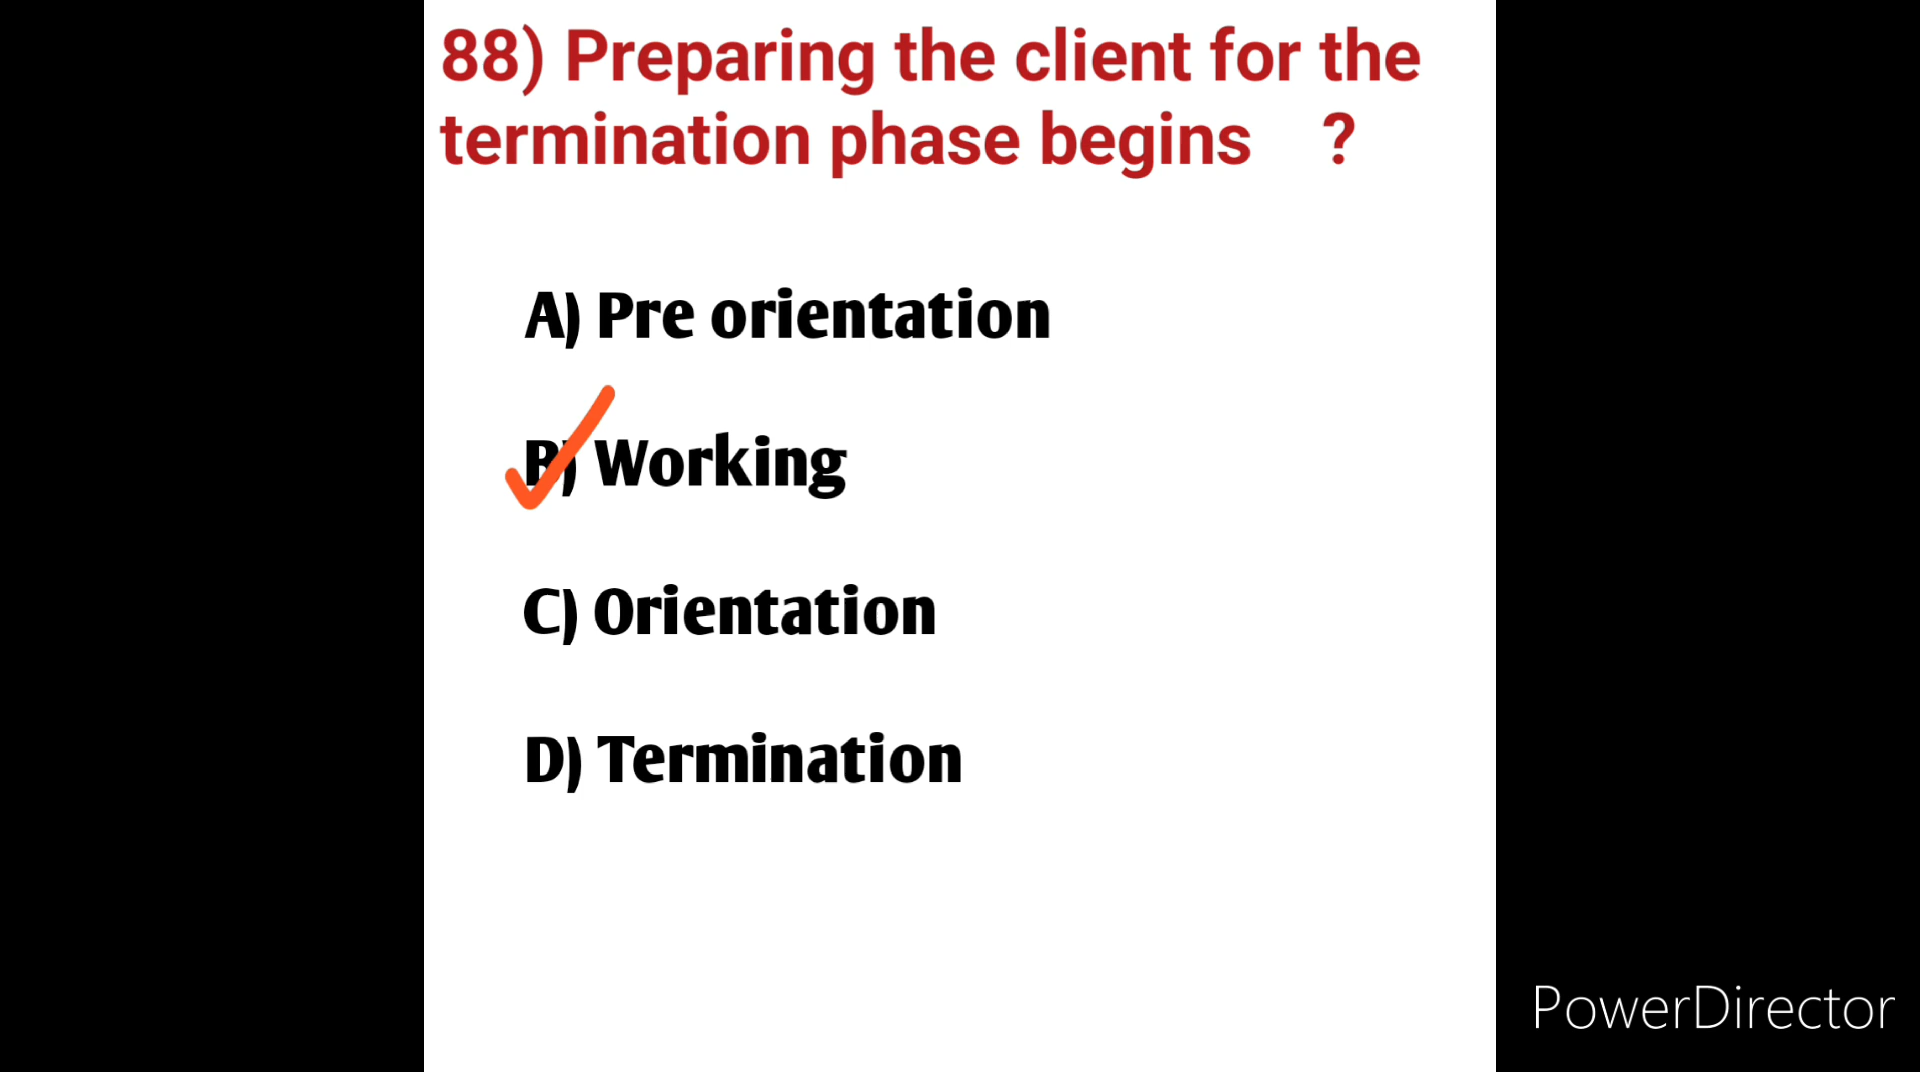 88) Preparing the client for the
termination phase begins ?
A) Pre orientation
B) Working
C) Orientation
D) Termination
PowerDirector